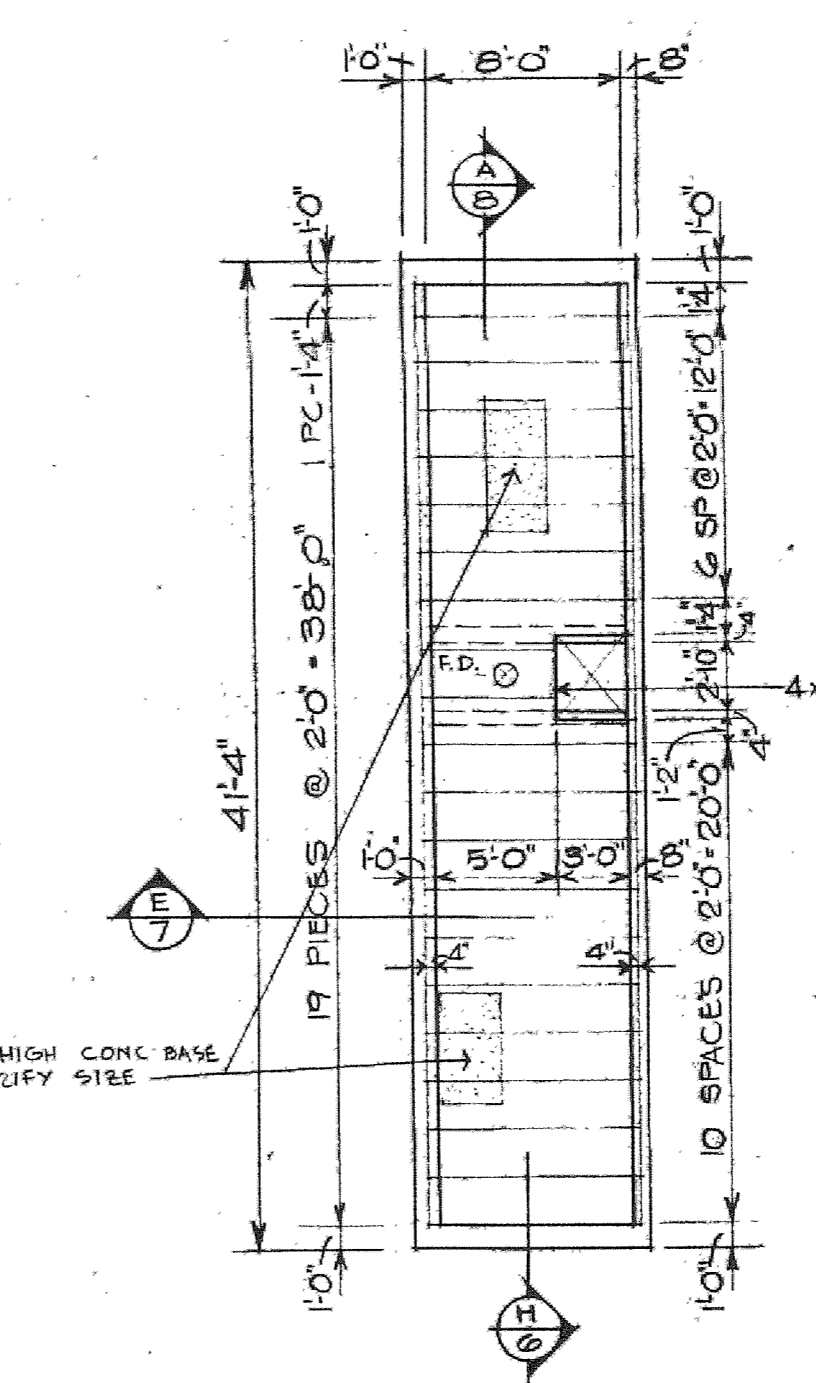 1'-0" 8'-0" 8"
A
8
1'-0"
1'-0"
1 PC-1'-4"
1'-4"
6 SP @ 2'-0" = 12'-0"
19 PIECES @ 2'-0" = 38'-0"
41'-4"
1'-4"
4"
F.D.
2'-10"
4"
1'-2"
1'-0" 5'-0" 3'-0" 8"
10 SPACES @ 2'-0" = 20'-0"
E
7
4" 4"
HIGH CONC BASE
SIZE
1'-0"
1'-0"
H
6